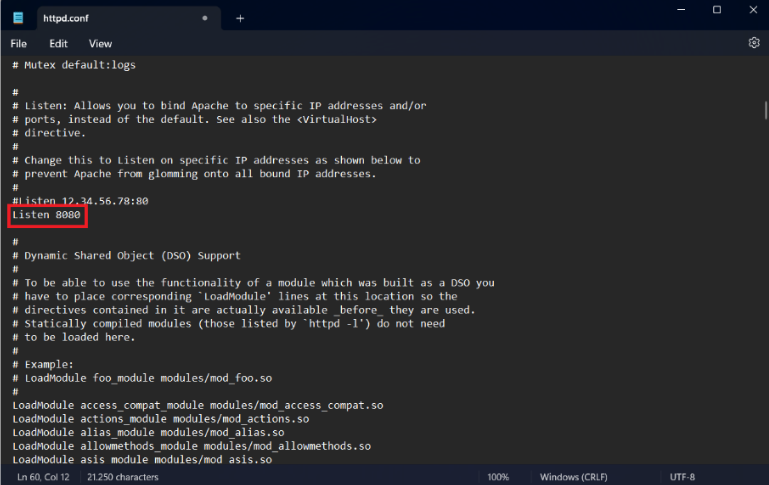 httpd.conf
File Edit View
# Mutex default:logs
#
# Listen: Allows you to bind Apache to specific IP addresses and/or
# ports, instead of the default. See also the <VirtualHost>
# directive.
#
# Change this to Listen on specific IP addresses as shown below to
# prevent Apache from glomming onto all bound IP addresses.
#
#Listen 12.34.56.78:80
Listen 8080
#
# Dynamic Shared Object (DSO) Support
#
# To be able to use the functionality of a module which was built as a DSO you
# have to place corresponding `LoadModule' lines at this location so the
# directives contained in it are actually available _before_ they are used.
# Statically compiled modules (those listed by `httpd -l') do not need
# to be loaded here.
#
# Example:
# LoadModule foo_module modules/mod_foo.so
#
LoadModule access_compat_module modules/mod_access_compat.so
LoadModule actions_module modules/mod_actions.so
LoadModule alias_module modules/mod_alias.so
LoadModule allowmethods_module modules/mod_allowmethods.so
LoadModule asis_module modules/mod_asis.so
Ln 60, Col 12 21.250 characters 100% Windows (CRLF) UTF-8